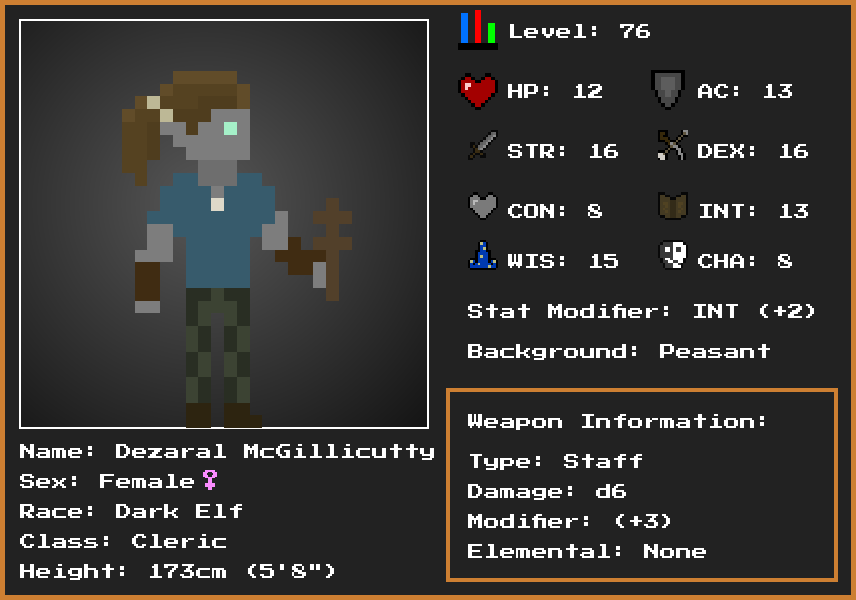 Level: 76
HP: 12 AC: 13
STR: 16 DEX: 16
CON: 8 INT: 13
WIS: 15 CHA: 8
Stat Modifier: INT (+2)
Background: Peasant
Weapon Information:
Type: Staff
Damage: d6
Modifier: (+3)
Elemental: None
Name: Dezaral McGillicutty
Sex: Female♀
Race: Dark Elf
Class: Cleric
Height: 173cm (5'8")